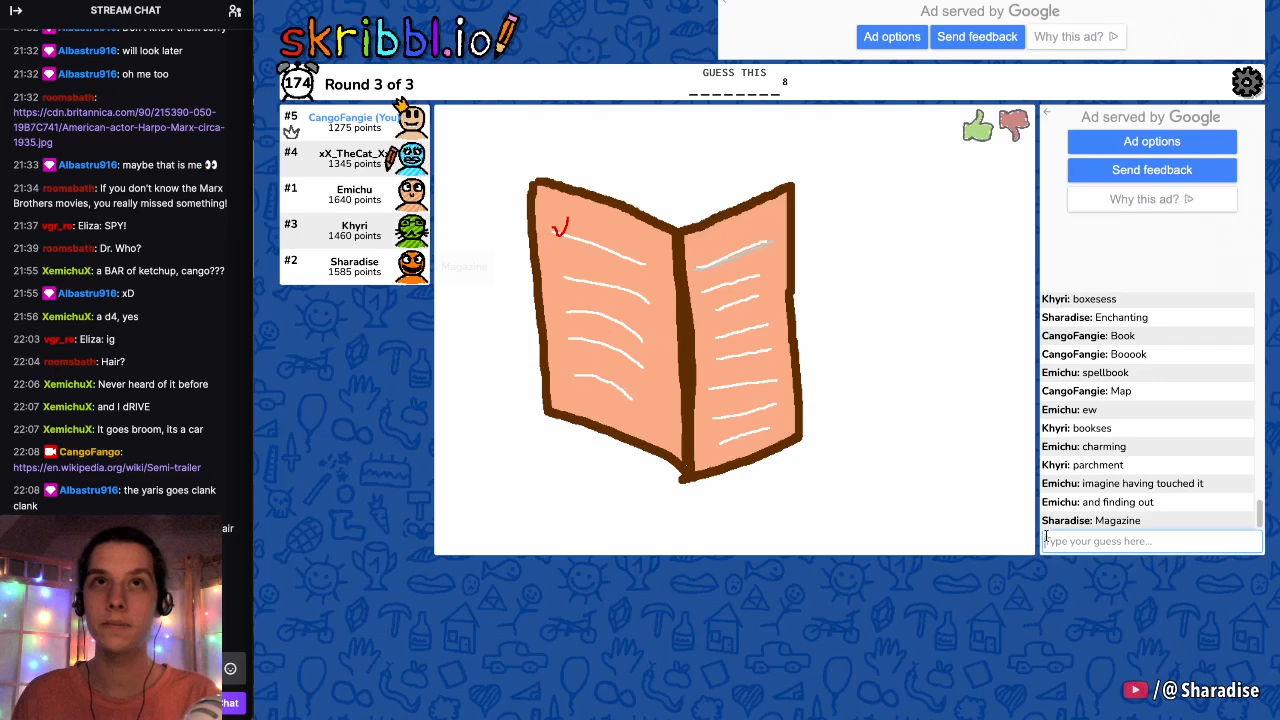 STREAM CHAT
21:32 Albastru916: will look later
21:32 Albastru916: oh me too
21:32 roomsbath:
https://cdn.britannica.com/90/215390-050-
19B7C741/American-actor-Harpo-Marx-circa-
1935.jpg
21:33 Albastru916: maybe that is me 👀
21:34 roomsbath: If you don't know the Marx
Brothers movies, you really missed something!
21:37 vgr_re: Eliza: SPY!
21:39 roomsbath: Dr. Who?
21:55 XemichuX: a BAR of ketchup, cango???
21:55 Albastru916: xD
21:56 XemichuX: a d4, yes
22:03 vgr_re: Eliza: ig
22:04 roomsbath: Hair?
22:06 XemichuX: Never heard of it before
22:07 XemichuX: and I dRIVE
22:07 XemichuX: It goes broom, its a car
22:08 CangoFango:
https://en.wikipedia.org/wiki/Semi-trailer
22:08 Albastru916: the yaris goes clank
clank
air
hat
skribbl.io
Ad served by Google
Ad options
Send feedback
Why this ad?
174
Round 3 of 3
GUESS THIS
________ 8
#5 CangoFangie (You)
1275 points
#4
1345 points
#1 Emichu
1640 points
#3 Khyri
1460 points
#2 Sharadise
1585 points
Magazine
Ad served by Google
Ad options
Send feedback
Why this ad?
Khyri: boxesess
Sharadise: Enchanting
CangoFangie: Book
CangoFangie: Booook
Emichu: spellbook
CangoFangie: Map
Emichu: ew
Khyri: bookses
Emichu: charming
Khyri: parchment
Emichu: imagine having touched it
Emichu: and finding out
Sharadise: Magazine
Type your guess here...
/@Sharadise